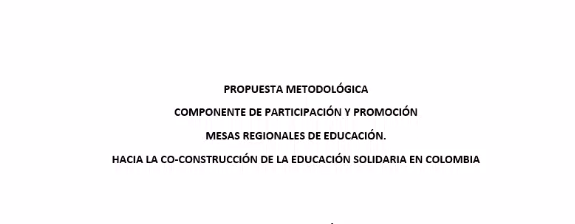 PROPUESTA METODOLÓGICA
COMPONENTE DE PARTICIPACIÓN Y PROMOCIÓN
MESAS REGIONALES DE EDUCACIÓN.
HACIA LA CO-CONSTRUCCIÓN DE LA EDUCACIÓN SOLIDARIA EN COLOMBIA